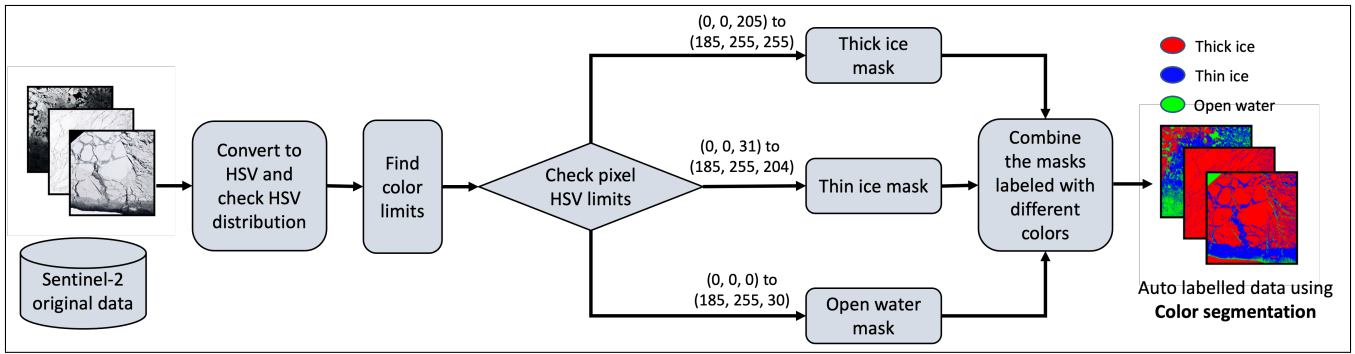 Sentinel-2
original data
Convert to
HSV and
check HSV
distribution
Find
color
limits
Check pixel
HSV limits
(0, 0, 205) to
(185, 255, 255)
Thick ice
mask
(0, 0, 31) to
(185, 255, 204)
Thin ice mask
(0, 0, 0) to
(185, 255, 30)
Open water
mask
Combine
the masks
labeled with
different
colors
Thick ice
Thin ice
Open water
Auto labelled data using
Color segmentation